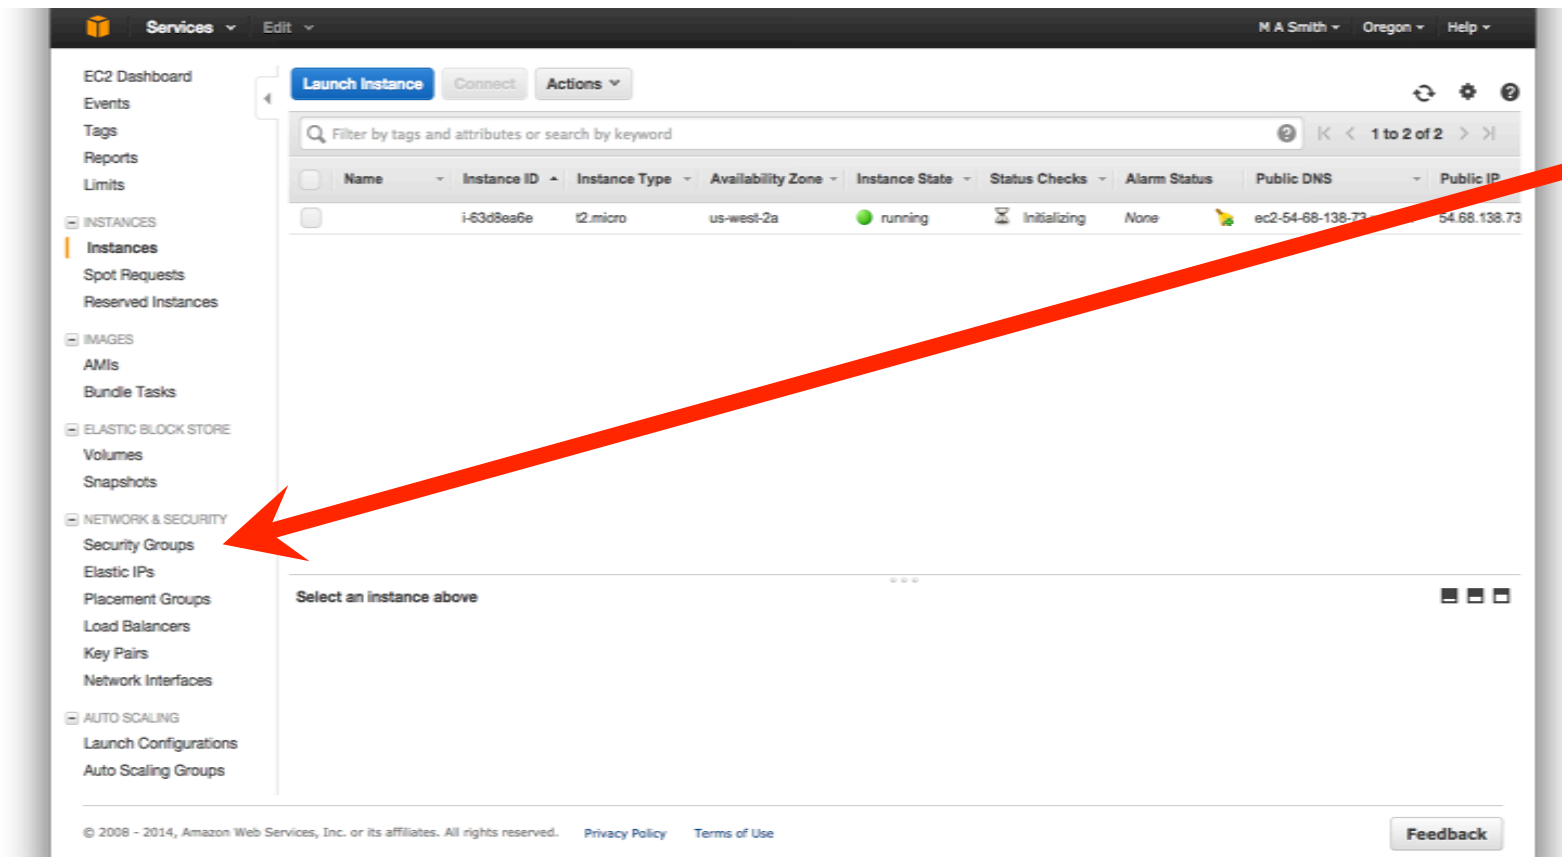 Services Edit M A Smith Oregon Help
EC2 Dashboard
Events
Tags
Reports
Limits
INSTANCES
Instances
Spot Requests
Reserved Instances
IMAGES
AMIs
Bundle Tasks
ELASTIC BLOCK STORE
Volumes
Snapshots
NETWORK & SECURITY
Security Groups
Elastic IPs
Placement Groups
Load Balancers
Key Pairs
Network Interfaces
AUTO SCALING
Launch Configurations
Auto Scaling Groups
Launch Instance Connect Actions
Filter by tags and attributes or search by keyword 1 to 2 of 2
Name Instance ID Instance Type Availability Zone Instance State Status Checks Alarm Status Public DNS Public IP
i-63d8ea6e t2.micro us-west-2a running Initializing None ec2-54-68-138-73 54.68.138.73
Select an instance above
© 2008 - 2014, Amazon Web Services, Inc. or its affiliates. All rights reserved. Privacy Policy Terms of Use
Feedback